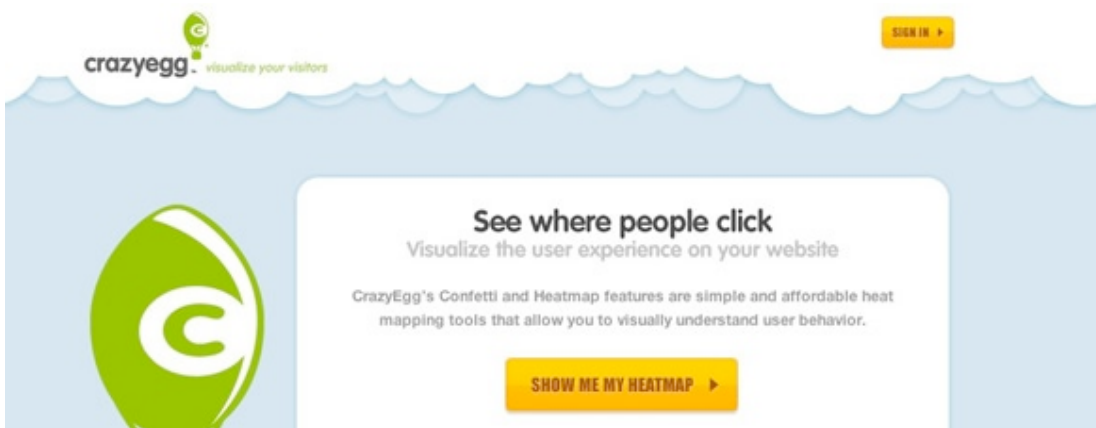 SIGN IN
crazyegg™ visualize your visitors
See where people click
Visualize the user experience on your website
CrazyEgg's Confetti and Heatmap features are simple and affordable heat
mapping tools that allow you to visually understand user behavior.
SHOW ME MY HEATMAP